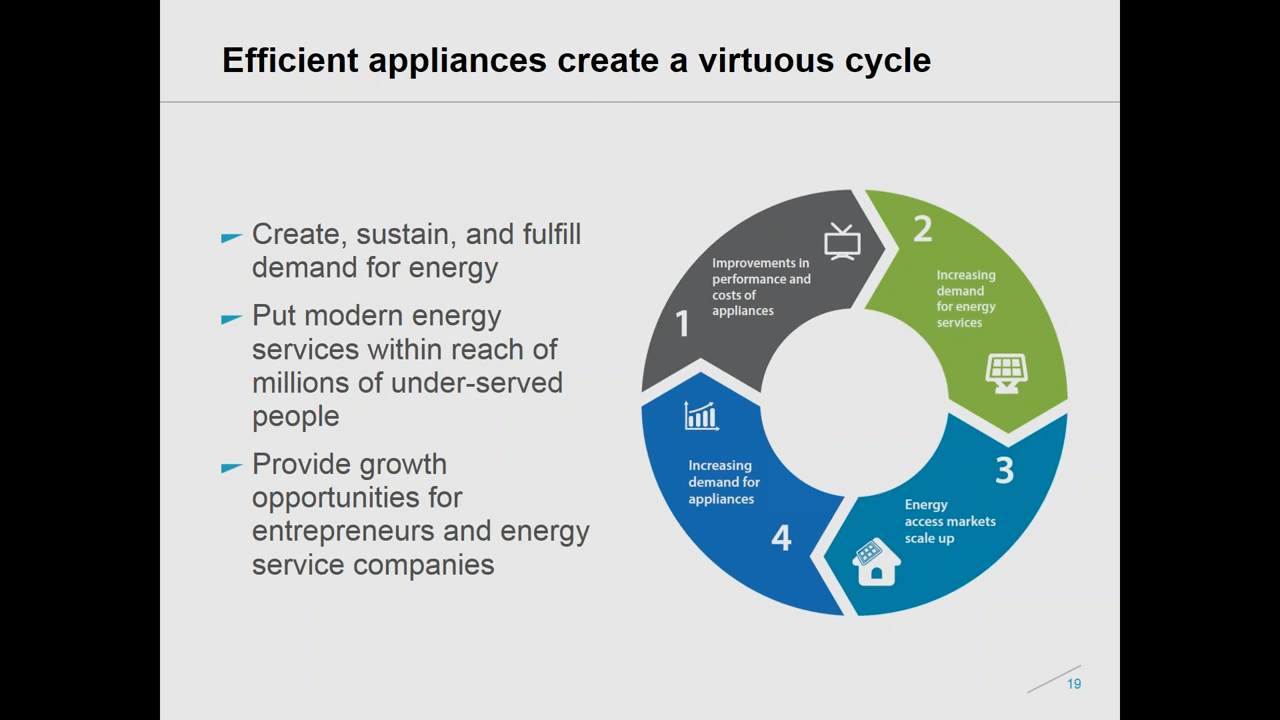 Efficient appliances create a virtuous cycle
Create, sustain, and fulfill
demand for energy
Put modern energy
services within reach of
millions of under-served
people
Provide growth
opportunities for
entrepreneurs and energy
service companies
1
Improvements in
performance and
costs of
appliances
2
Increasing
demand
for energy
services
3
Energy
access markets
scale up
4
Increasing
demand for
appliances
19